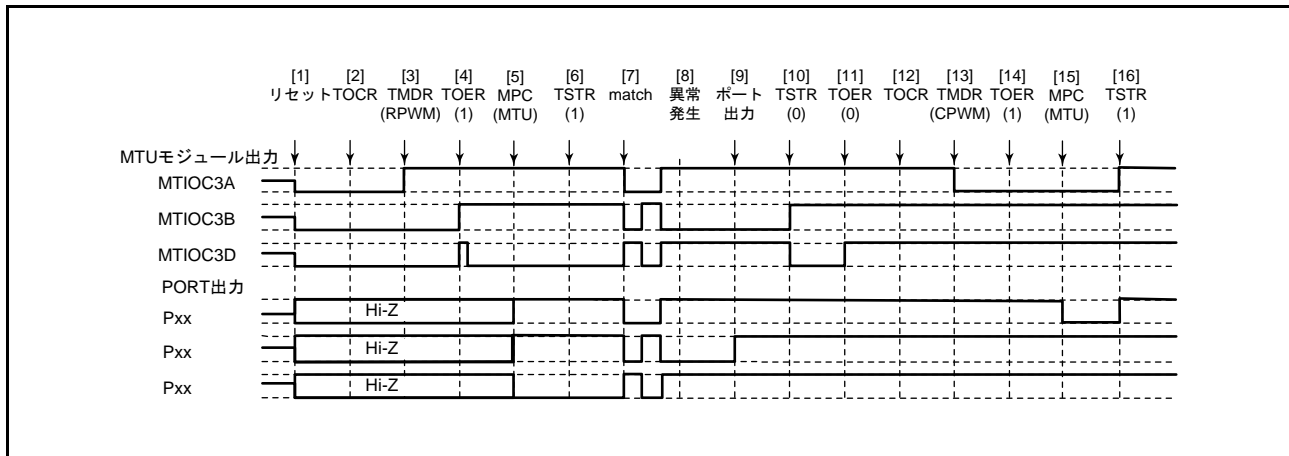 [1] [2] [3] [4] [5] [6] [7] [8] [9] [10] [11] [12] [13] [14] [15] [16]
リセット TOCR TMDR TOER MPC TSTR match 異常 ポート TSTR TOER TOCR TMDR TOER MPC TSTR
(RPWM) (1) (MTU) (1) 発生 出力 (0) (0) (CPWM) (1) (MTU) (1)
MTUモジュール出力
MTIOC3A
MTIOC3B
MTIOC3D
PORT出力
Pxx Hi-Z
Pxx Hi-Z
Pxx Hi-Z